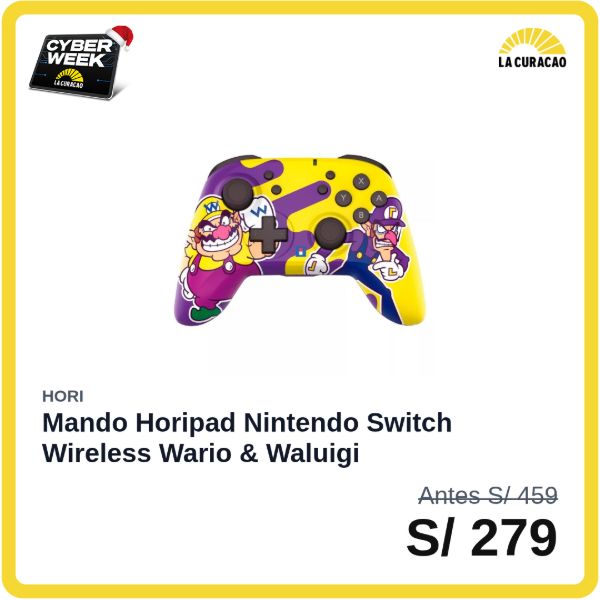 CYBER
WEEK
LA CURACAO
LA CURACAO
X
Y
A
B
W
W
HORI
Mando Horipad Nintendo Switch
Wireless Wario & Waluigi
Antes S/ 459
S/ 279